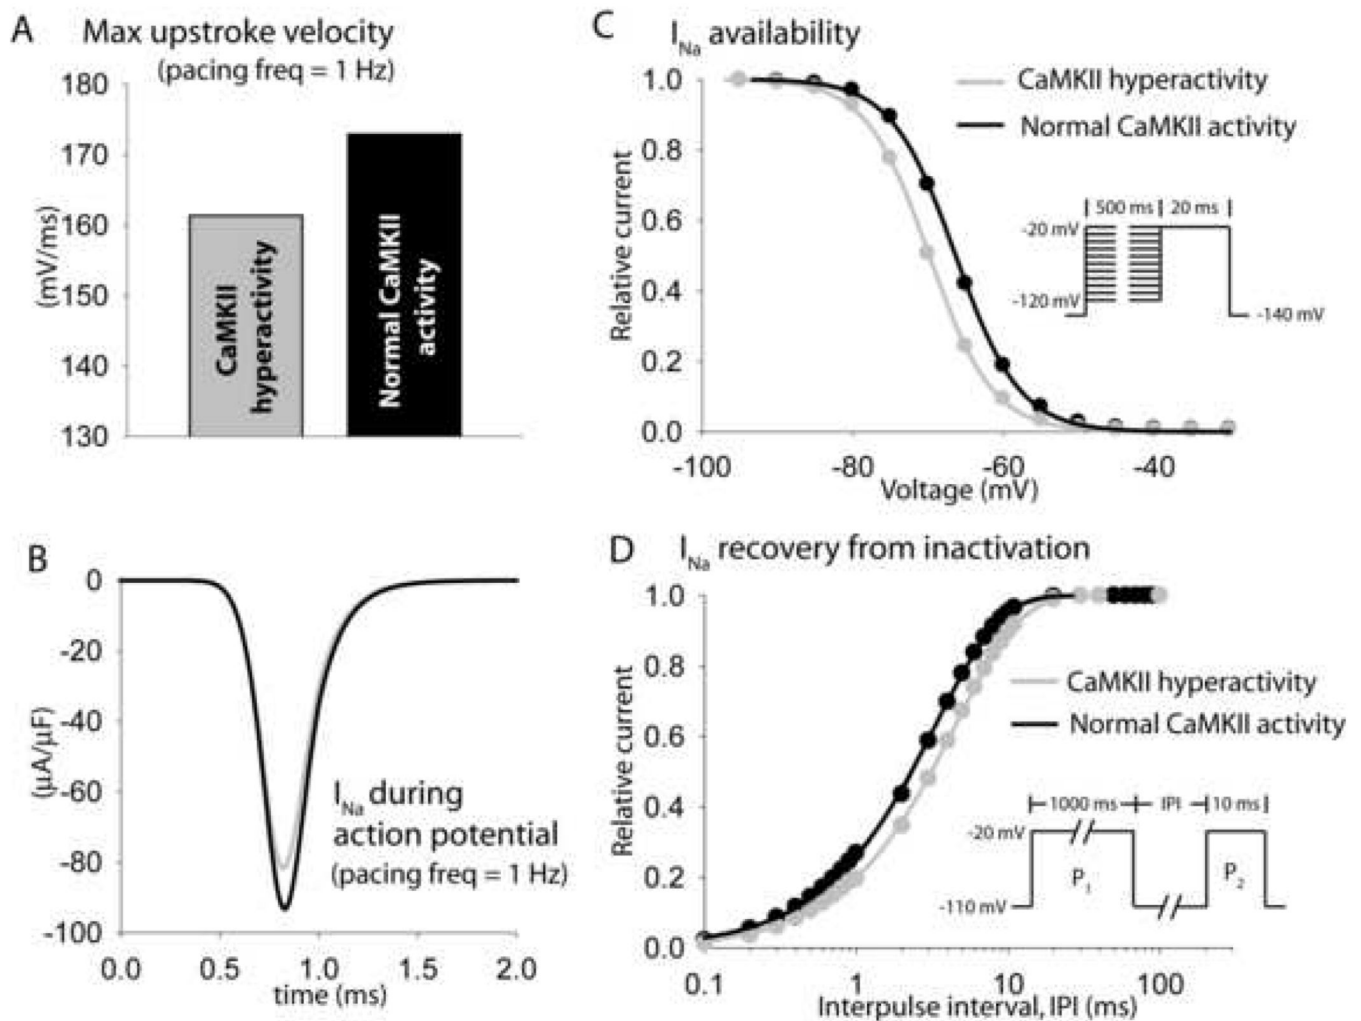 A Max upstroke velocity
(pacing freq = 1 Hz)
180
170
160
150
140
130
(mV/ms)
CaMKII
hyperactivity
Normal CaMKII
activity
B
0
-20
-40
-60
-80
-100
(µA/µF)
I_Na during
action potential
(pacing freq = 1 Hz)
0.0 0.5 1.0 1.5 2.0
time (ms)
C I_Na availability
1.0
0.8
0.6
0.4
0.2
0.0
Relative current
CaMKII hyperactivity
Normal CaMKII activity
500 ms 20 ms
-20 mV
-120 mV
-140 mV
-100 -80 -60 -40
Voltage (mV)
D I_Na recovery from inactivation
1.0
0.8
0.6
0.4
0.2
0.0
Relative current
CaMKII hyperactivity
Normal CaMKII activity
1000 ms IPI 10 ms
-20 mV
P_1 P_2
-110 mV
0.1 1 10 100
Interpulse interval, IPI (ms)